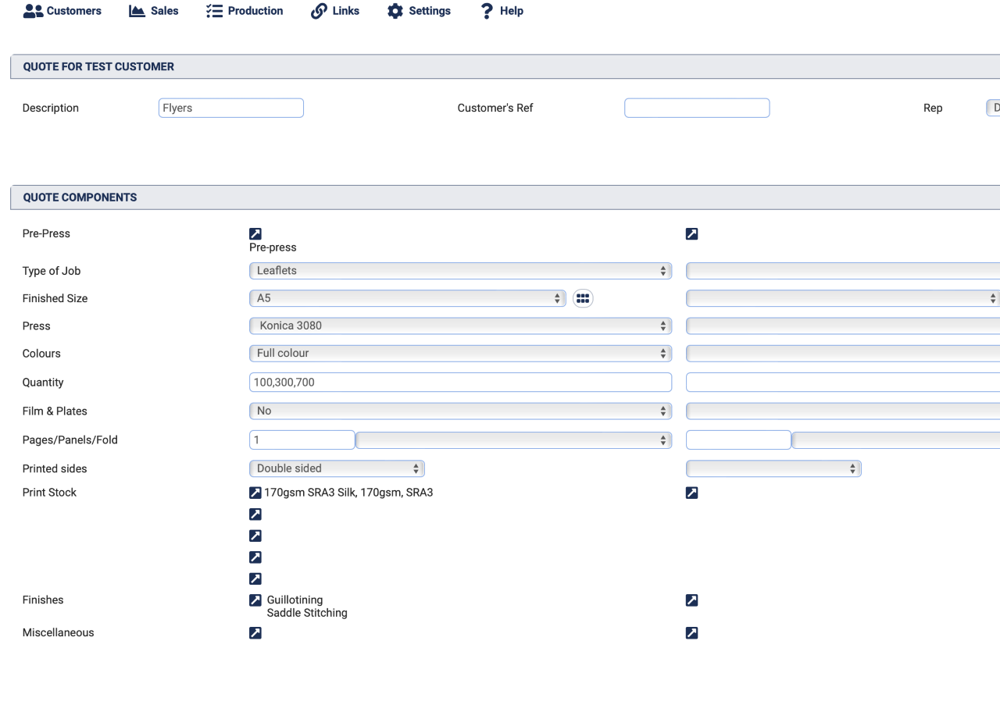 Customers Sales Production Links Settings Help
QUOTE FOR TEST CUSTOMER
Description Flyers Customer's Ref Rep D
QUOTE COMPONENTS
Pre-Press
Pre-press
Type of Job Leaflets
Finished Size A5
Press Konica 3080
Colours Full colour
Quantity 100,300,700
Film & Plates No
Pages/Panels/Fold 1
Printed sides Double sided
Print Stock 170gsm SRA3 Silk, 170gsm, SRA3
Finishes Guillotining
Saddle Stitching
Miscellaneous